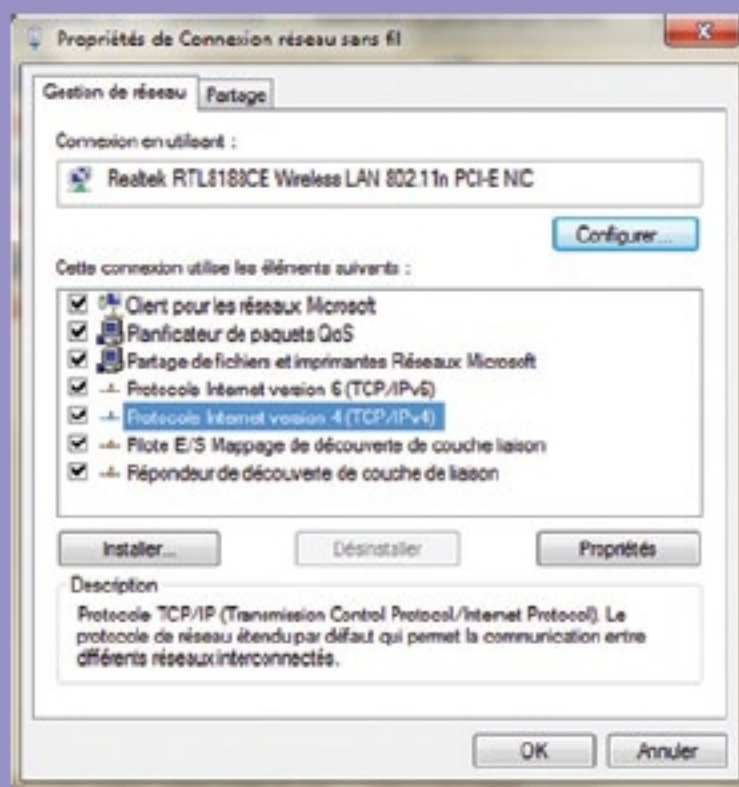 Propriétés de Connexion réseau sans fil
Gestion de réseau
Partage
Connexion en utilisant :
Realtek RTL8188CE Wireless LAN 802.11n PCI-E NIC
Configurer...
Cette connexion utilise les éléments suivants :
Client pour les réseaux Microsoft
Planificateur de paquets QoS
Partage de fichiers et imprimantes Réseaux Microsoft
Protocole Internet version 6 (TCP/IPv6)
Protocole Internet version 4 (TCP/IPv4)
Pilote E/S Mappage de découverte de couche liaison
Répondeur de découverte de couche de liaison
Installer...
Désinstaller
Propriétés
Description
Protocole TCP/IP (Transmission Control Protocol/Internet Protocol). Le
protocole de réseau étendu par défaut qui permet la communication entre
différents réseaux interconnectés.
OK
Annuler